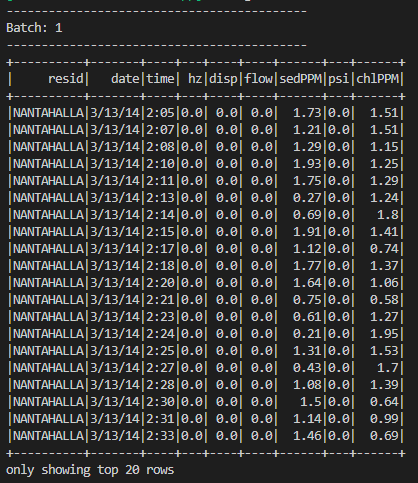 -------------------------------------------
Batch: 1
-------------------------------------------
+---------+-------+----+---+----+----+------+---+------+
|    resid|   date|time| hz|disp|flow|sedPPM|psi|chlPPM|
+---------+-------+----+---+----+----+------+---+------+
|NANTAHALLA|3/13/14|2:05|0.0| 0.0| 0.0|  1.73|0.0|  1.51|
|NANTAHALLA|3/13/14|2:07|0.0| 0.0| 0.0|  1.21|0.0|  1.51|
|NANTAHALLA|3/13/14|2:08|0.0| 0.0| 0.0|  1.29|0.0|  1.15|
|NANTAHALLA|3/13/14|2:10|0.0| 0.0| 0.0|  1.93|0.0|  1.25|
|NANTAHALLA|3/13/14|2:11|0.0| 0.0| 0.0|  1.75|0.0|  1.29|
|NANTAHALLA|3/13/14|2:13|0.0| 0.0| 0.0|  0.27|0.0|  1.24|
|NANTAHALLA|3/13/14|2:14|0.0| 0.0| 0.0|  0.69|0.0|   1.8|
|NANTAHALLA|3/13/14|2:15|0.0| 0.0| 0.0|  1.91|0.0|  1.41|
|NANTAHALLA|3/13/14|2:17|0.0| 0.0| 0.0|  1.12|0.0|  0.74|
|NANTAHALLA|3/13/14|2:18|0.0| 0.0| 0.0|  1.77|0.0|  1.37|
|NANTAHALLA|3/13/14|2:20|0.0| 0.0| 0.0|  1.64|0.0|  1.06|
|NANTAHALLA|3/13/14|2:21|0.0| 0.0| 0.0|  0.75|0.0|  0.58|
|NANTAHALLA|3/13/14|2:23|0.0| 0.0| 0.0|  0.61|0.0|  1.27|
|NANTAHALLA|3/13/14|2:24|0.0| 0.0| 0.0|  0.21|0.0|  1.95|
|NANTAHALLA|3/13/14|2:25|0.0| 0.0| 0.0|  1.31|0.0|  1.53|
|NANTAHALLA|3/13/14|2:27|0.0| 0.0| 0.0|  0.43|0.0|   1.7|
|NANTAHALLA|3/13/14|2:28|0.0| 0.0| 0.0|  1.08|0.0|  1.39|
|NANTAHALLA|3/13/14|2:30|0.0| 0.0| 0.0|   1.5|0.0|  0.64|
|NANTAHALLA|3/13/14|2:31|0.0| 0.0| 0.0|  1.14|0.0|  0.99|
|NANTAHALLA|3/13/14|2:33|0.0| 0.0| 0.0|  1.46|0.0|  0.69|
+---------+-------+----+---+----+----+------+---+------+
only showing top 20 rows